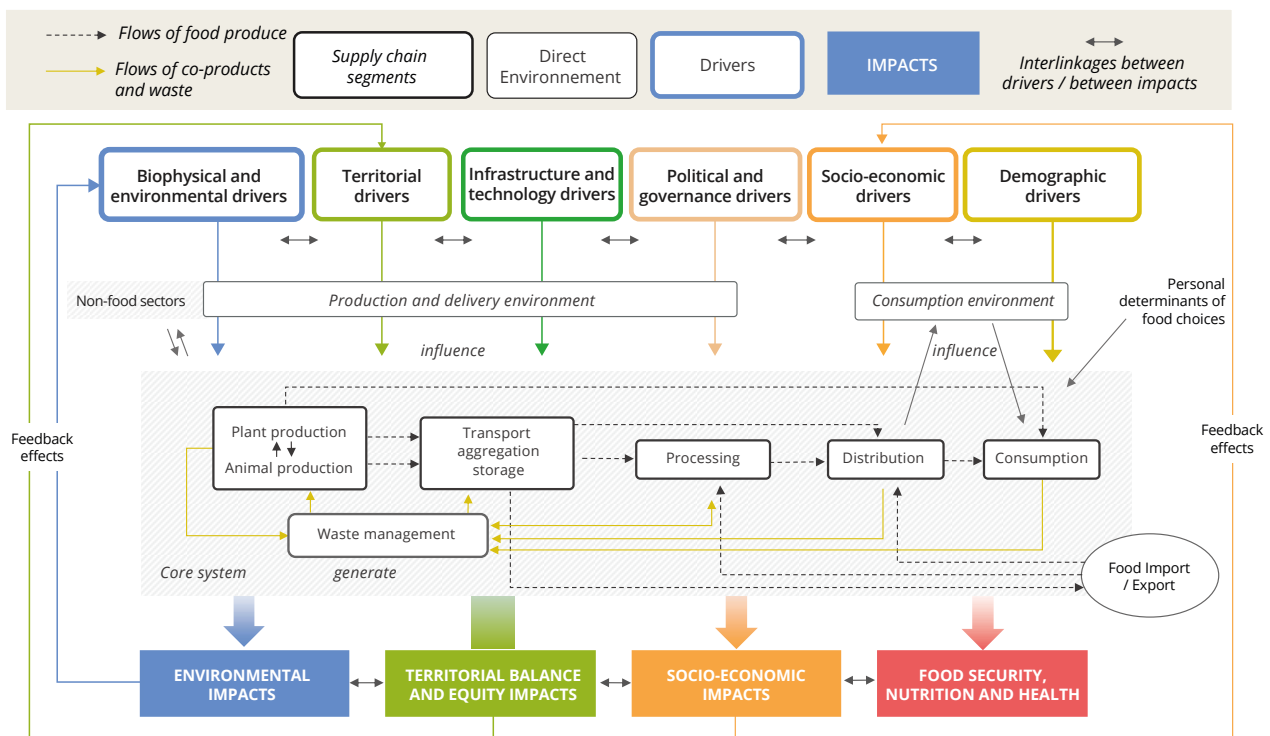 Flows of food produce
Flows of co-products
and waste
Supply chain
segments
Direct
Environnement
Drivers
IMPACTS
Interlinkages between
drivers / between impacts
Biophysical and
environmental drivers
Territorial
drivers
Infrastructure and
technology drivers
Political and
governance drivers
Socio-economic
drivers
Demographic
drivers
Non-food sectors
Production and delivery environment
Consumption environment
Personal
determinants of
food choices
influence
influence
Feedback
effects
Plant production
Animal production
Transport
aggregation
storage
Processing
Distribution
Consumption
Feedback
effects
Waste management
Core system
generate
Food Import
/ Export
ENVIRONMENTAL
IMPACTS
TERRITORIAL BALANCE
AND EQUITY IMPACTS
SOCIO-ECONOMIC
IMPACTS
FOOD SECURITY,
NUTRITION AND HEALTH